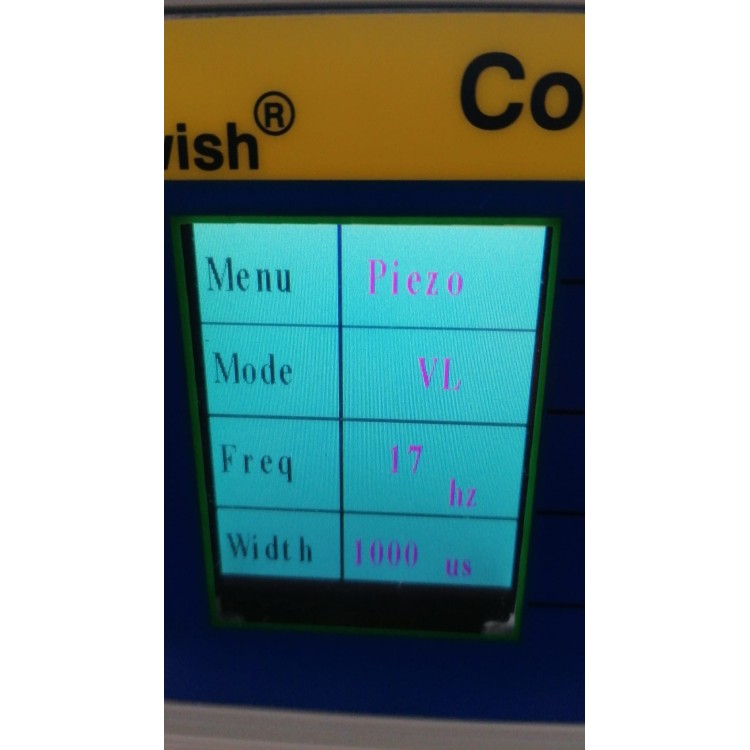 Co
wish®
Menu Piezo
Mode VL
Freq 17 hz
Width 1000 us